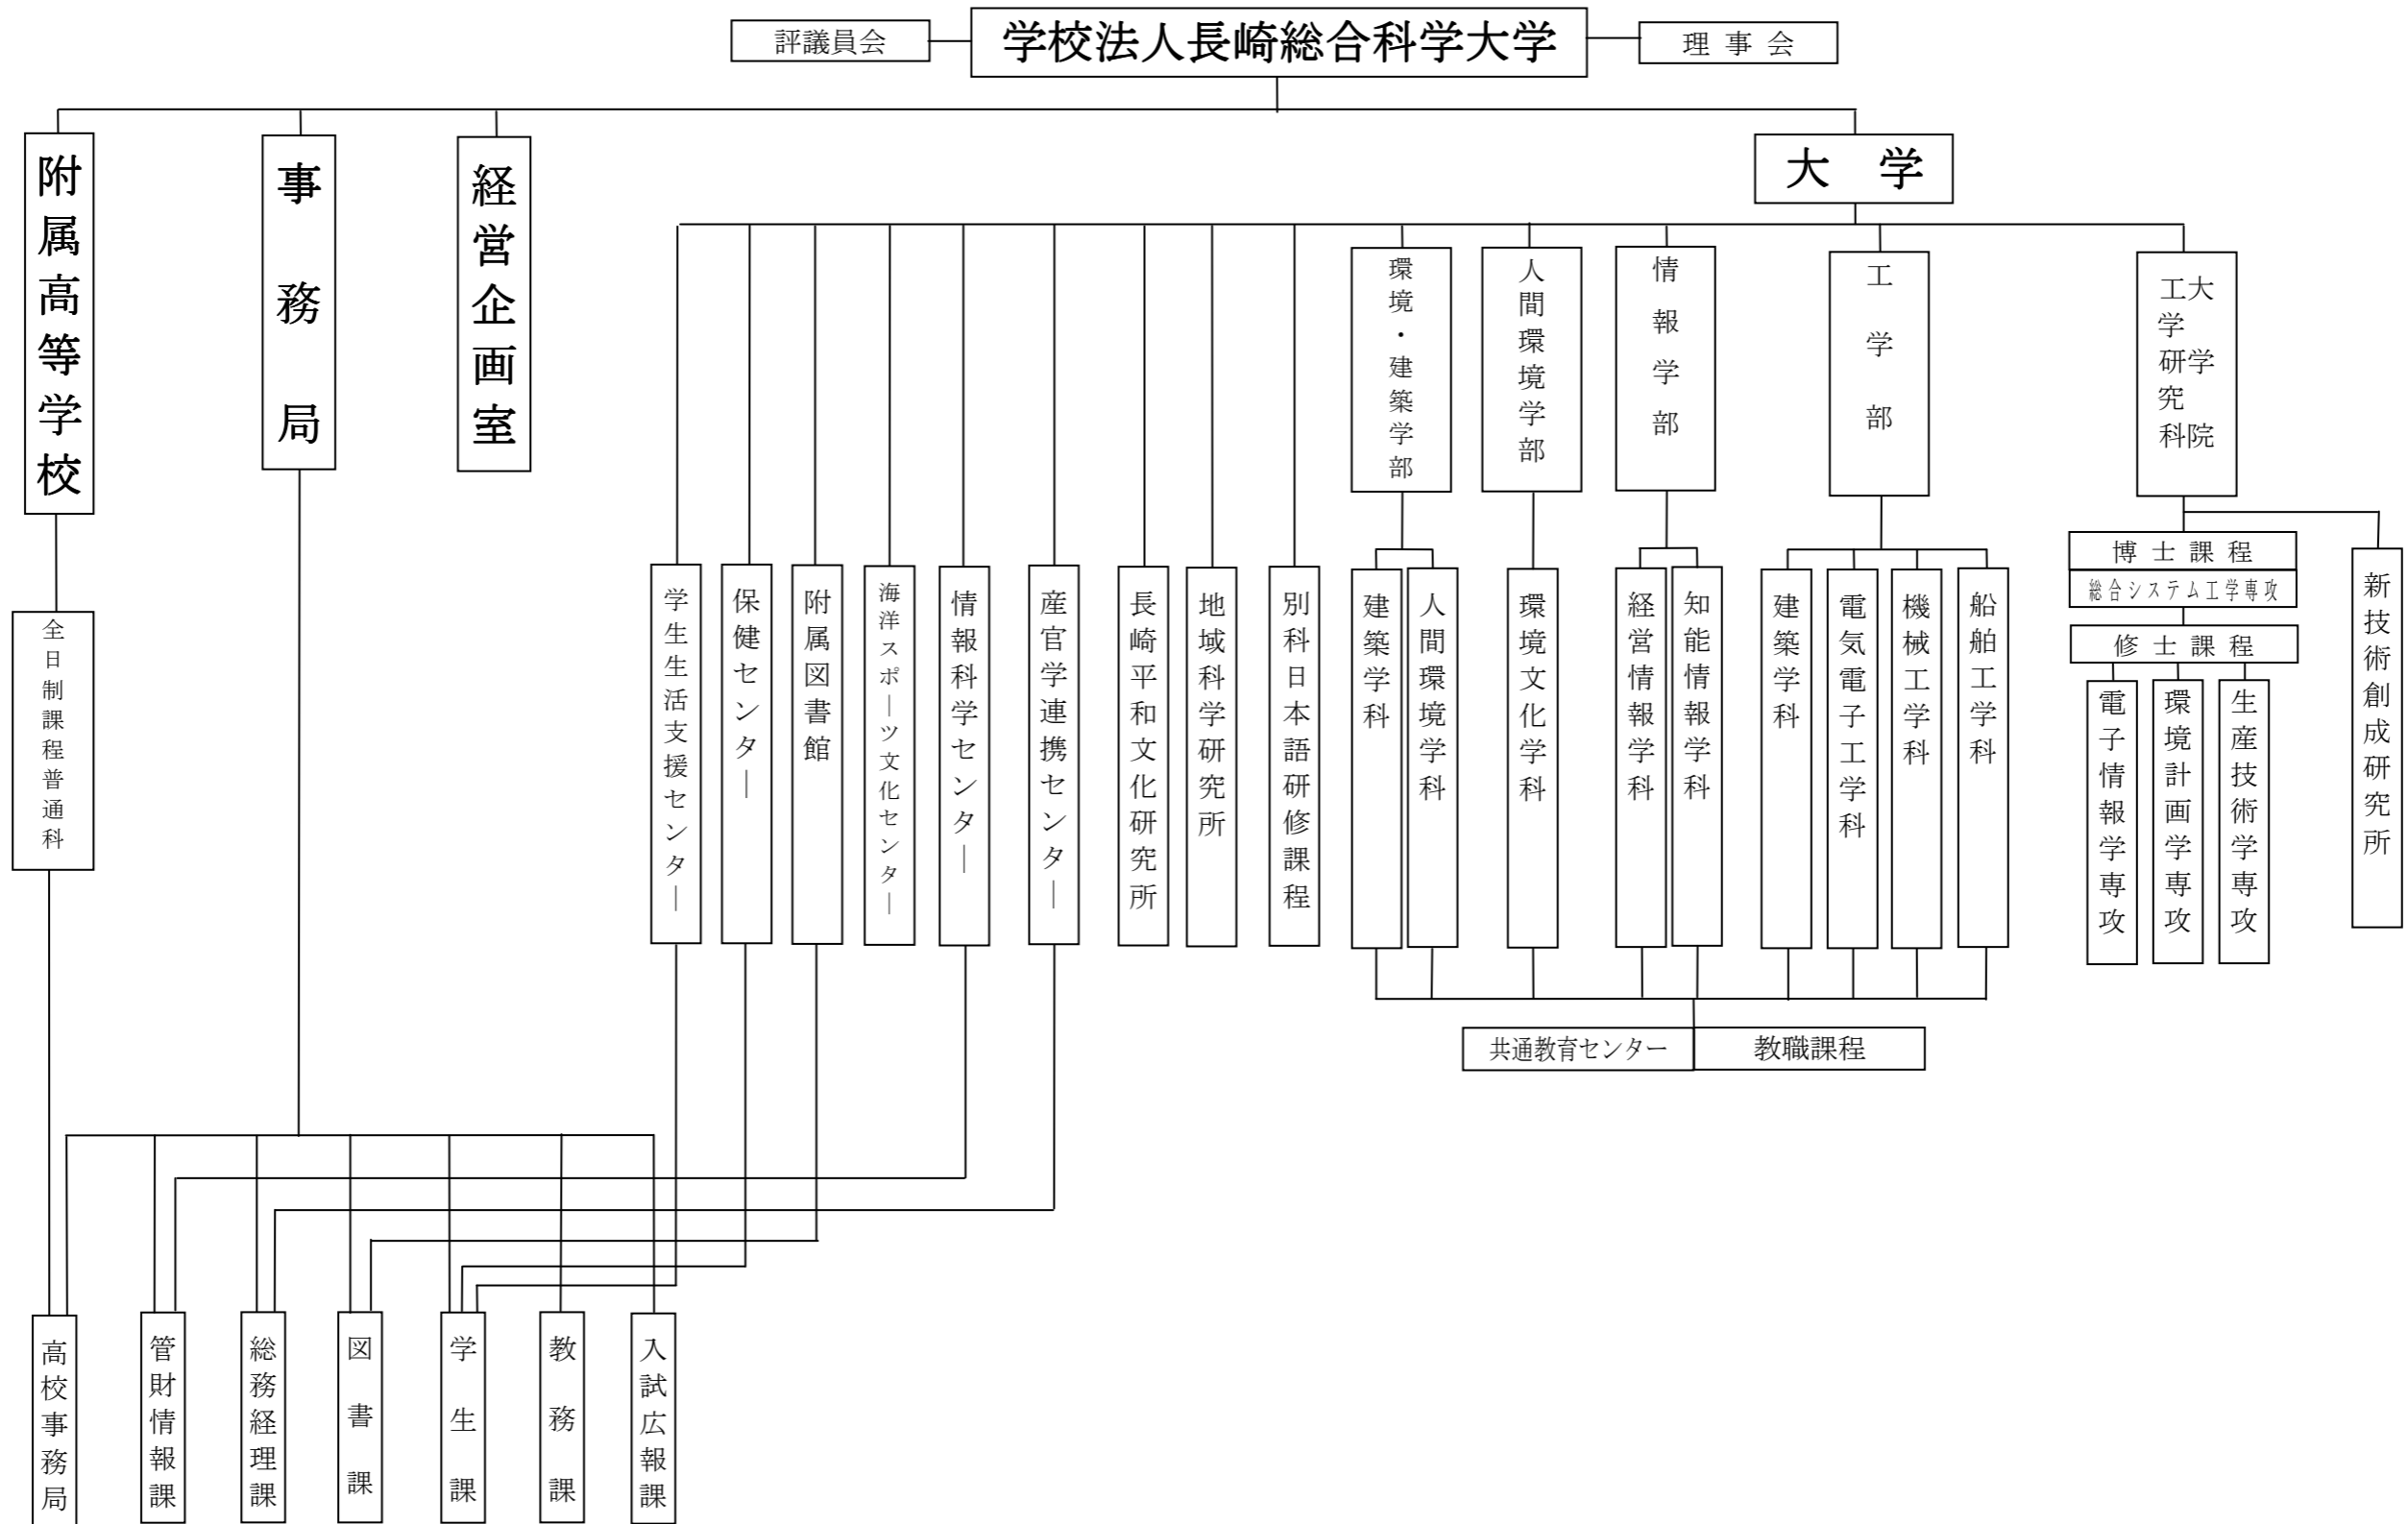 評議員会
学校法人長崎総合科学大学
理事会
附属高等学校
事務局
経営企画室
大学
環境・建築学部
人間環境学部
情報学部
工学部
大学院
工学研究科
博士課程
総合システム工学専攻
修士課程
電子情報学専攻
環境計画学専攻
生産技術学専攻
新技術創成研究所
全日制課程普通科
学生生活支援センター
保健センター
附属図書館
海洋スポーツ文化センター
情報科学センター
産官学連携センター
長崎平和文化研究所
地域科学研究所
別科日本語研修課程
建築学科
人間環境学科
環境文化学科
経営情報学科
知能情報学科
建築学科
電気電子工学科
機械工学科
船舶工学科
共通教育センター
教職課程
高校事務局
管財情報課
総務経理課
図書課
学生課
教務課
入試広報課